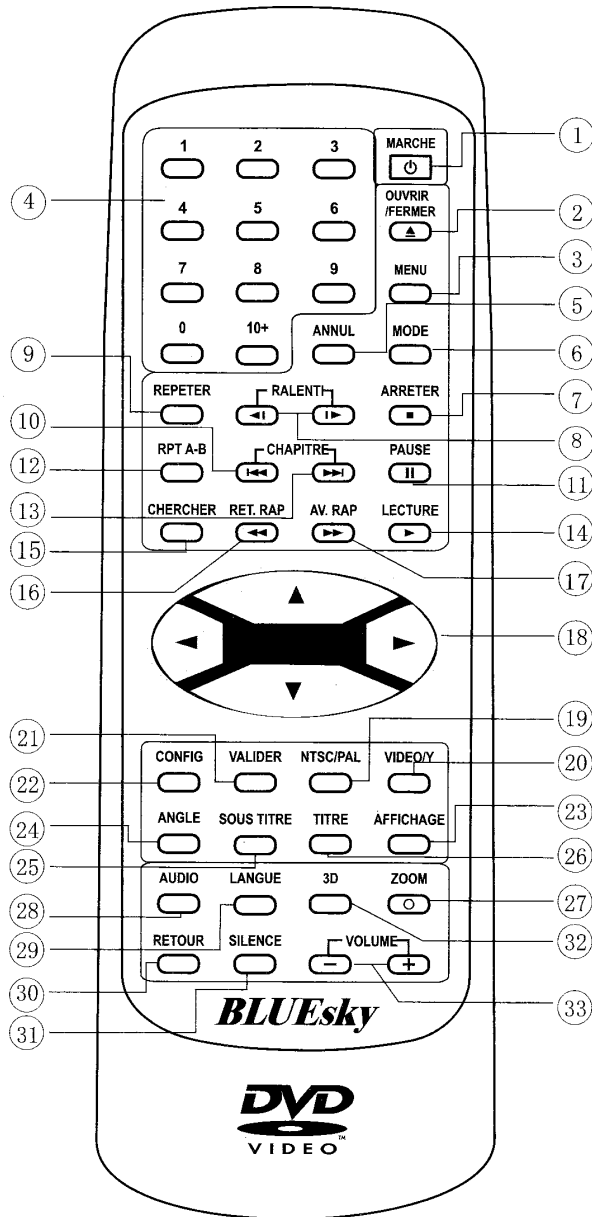 1 2 3 MARCHE ①
④
OUVRIR
/FERMER ②
4 5 6
MENU ③
7 8 9
⑤
0 10+ ANNUL MODE ⑥
⑨ REPETER RALENTI ARRETER ⑦
⑧
⑩
⑫ RPT A-B CHAPITRE PAUSE
⑪
⑬ CHERCHER RET. RAP AV. RAP LECTURE ⑭
⑮
⑯ ⑰
⑱
⑲
㉑ CONFIG VALIDER NTSC/PAL VIDEO/Y
⑳
㉒
㉓
㉔ ANGLE SOUS TITRE TITRE AFFICHAGE
㉕ ㉖
AUDIO LANGUE 3D ZOOM
㉗
㉘
㉙ ㉜
RETOUR SILENCE VOLUME
− +
㉚
㉛ ㉝
BLUEsky
DVD
VIDEO™